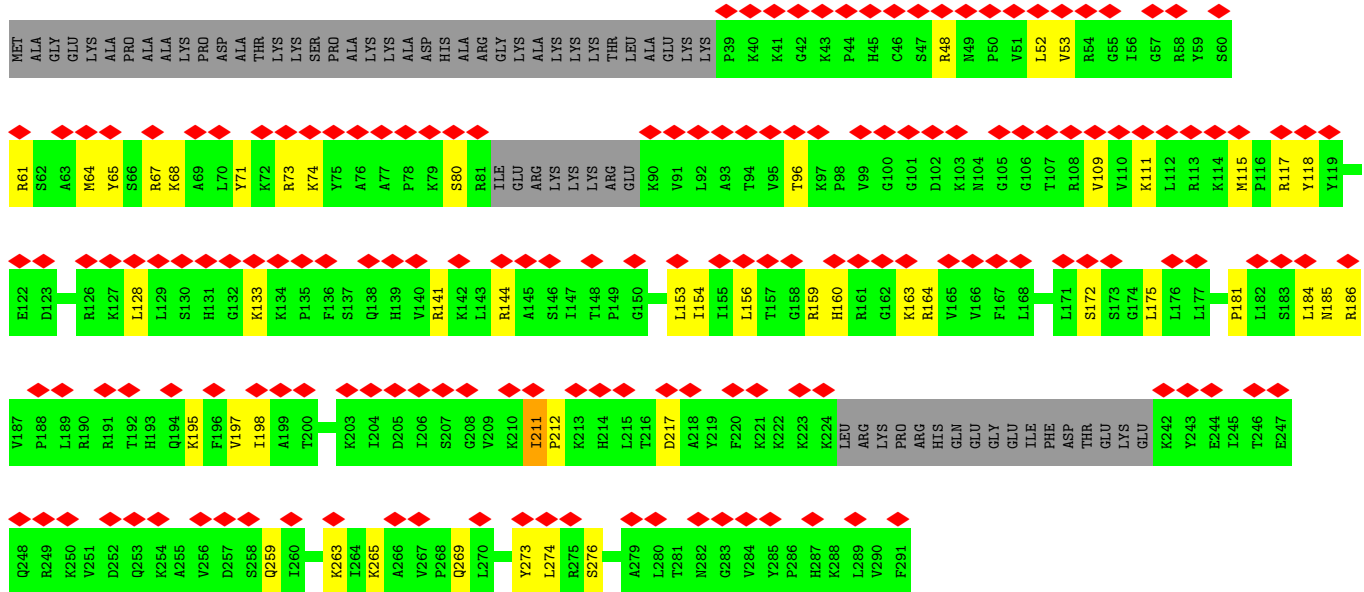 MET ALA GLY GLU LYS ALA PRO ALA ALA LYS PRO ASP ALA THR LYS LYS SER PRO ALA LYS LYS ALA ASP HIS ALA ARG GLY LYS ALA LYS LYS LYS THR LEU ALA GLU LYS LYS P39 K40 K41 G42 K43 P44 H45 C46 S47 R48 N49 P50 V51 L52 V53 R54 G55 I56 G57 R58 Y59 S60
R61 S62 A63 M64 Y65 S66 R67 K68 A69 L70 Y71 K72 R73 K74 Y75 A76 A77 P78 K79 S80 R81 ILE GLU ARG LYS LYS LYS ARG GLU K90 V91 L92 A93 T94 V95 T96 K97 P98 V99 G100 G101 D102 K103 N104 G105 G106 T107 R108 V109 V110 K111 L112 R113 K114 M115 P116 R117 Y118 Y119
E122 D123 R126 K127 L128 L129 S130 H131 G132 K133 K134 P135 F136 S137 Q138 H139 V140 R141 K142 L143 R144 A145 S146 I147 T148 P149 G150 L153 I154 I155 L156 T157 G158 R159 H160 R161 G162 K163 R164 V165 V166 F167 L168 L171 S172 S173 G174 L175 L176 L177 P181 L182 S183 L184 N185 R186
V187 P188 L189 R190 R191 T192 H193 Q194 K195 F196 V197 I198 A199 T200 K203 I204 D205 I206 S207 G208 V209 K210 I211 P212 K213 H214 L215 T216 D217 A218 Y219 F220 K221 K222 K223 K224 LEU ARG LYS PRO ARG HIS GLN GLU GLY GLU ILE PHE ASP THR GLU LYS GLU K242 Y243 E244 I245 T246 E247
Q248 R249 K250 V251 D252 Q253 K254 A255 V256 D257 S258 Q259 I260 K263 I264 K265 A266 V267 P268 Q269 L270 Y273 L274 R275 S276 A279 L280 T281 N282 G283 V284 Y285 P286 H287 K288 L289 V290 F291